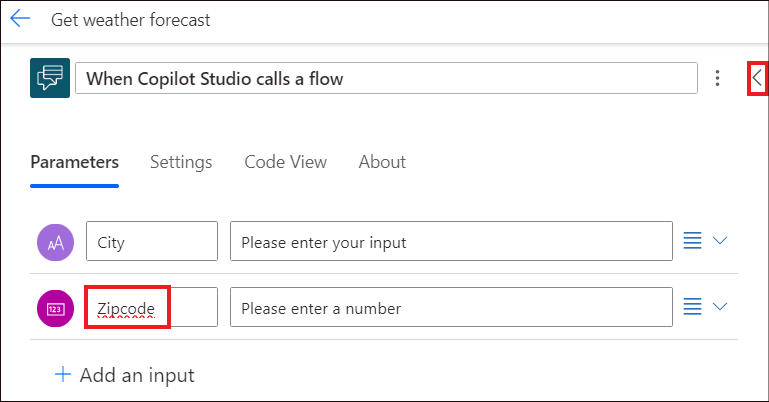 Get weather forecast
When Copilot Studio calls a flow
Parameters Settings Code View About
AA City Please enter your input
123 Zipcode Please enter a number
Add an input